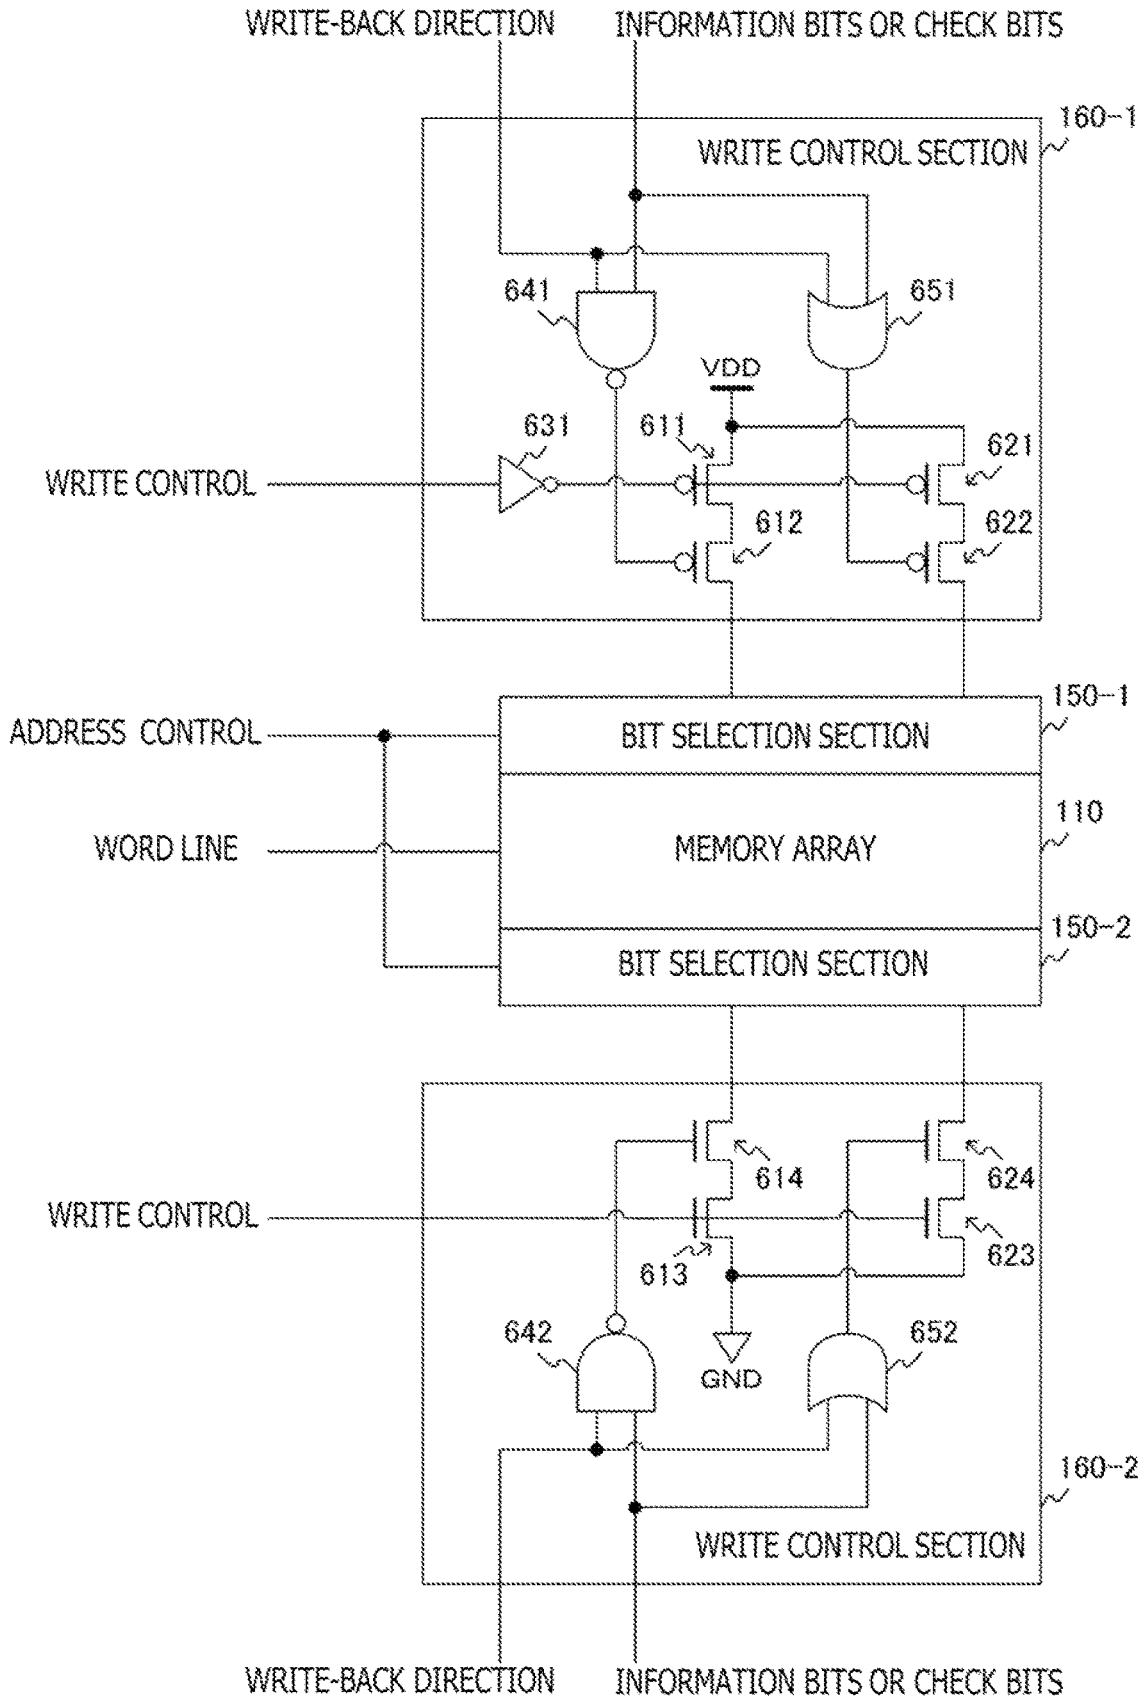 WRITE-BACK DIRECTION
INFORMATION BITS OR CHECK BITS
160-1
WRITE CONTROL SECTION
641
651
VDD
631
611
621
WRITE CONTROL
612
622
150-1
ADDRESS CONTROL
BIT SELECTION SECTION
110
WORD LINE
MEMORY ARRAY
150-2
BIT SELECTION SECTION
614
624
WRITE CONTROL
613
623
642
652
GND
160-2
WRITE CONTROL SECTION
WRITE-BACK DIRECTION
INFORMATION BITS OR CHECK BITS